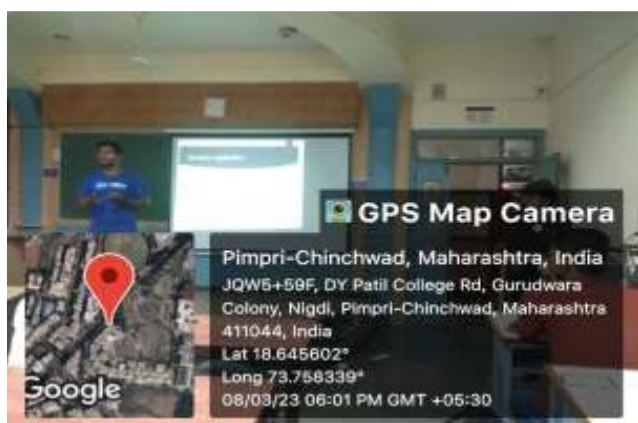 GPS Map Camera
Pimpri-Chinchwad, Maharashtra, India
JQW5+59F, DY Patil College Rd, Gurudwara
Colony, Nigdi, Pimpri-Chinchwad, Maharashtra
411044, India
Lat 18.645602°
Long 73.758339°
08/03/23 06:01 PM GMT +05:30
Google